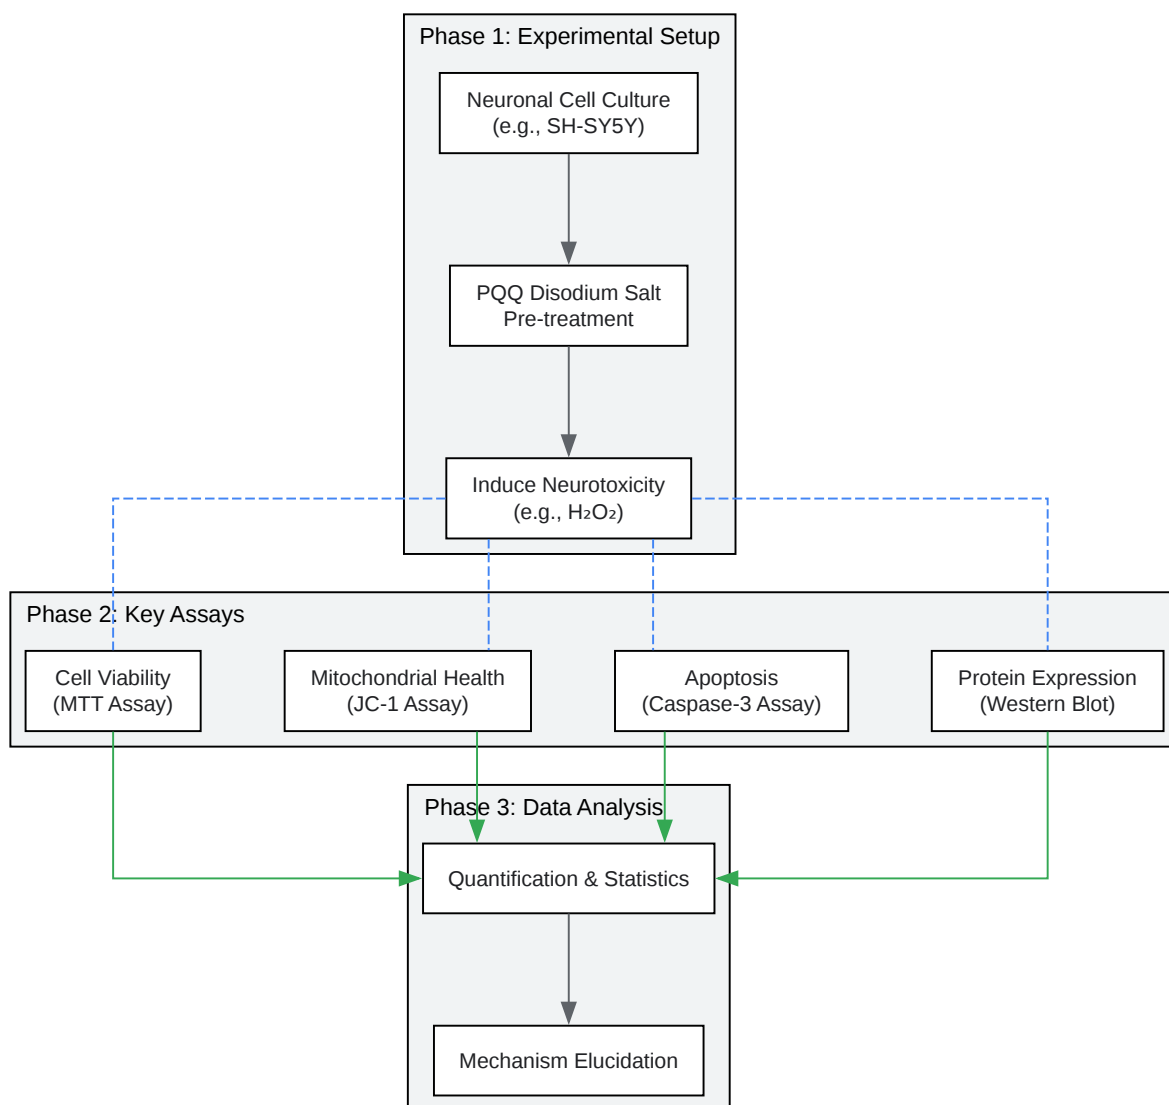 Phase 1: Experimental Setup
Neuronal Cell Culture
(e.g., SH-SY5Y)
PQQ Disodium Salt
Pre-treatment
Induce Neurotoxicity
(e.g., H₂O₂)
Phase 2: Key Assays
Cell Viability
(MTT Assay)
Mitochondrial Health
(JC-1 Assay)
Apoptosis
(Caspase-3 Assay)
Protein Expression
(Western Blot)
Phase 3: Data Analysis
Quantification & Statistics
Mechanism Elucidation